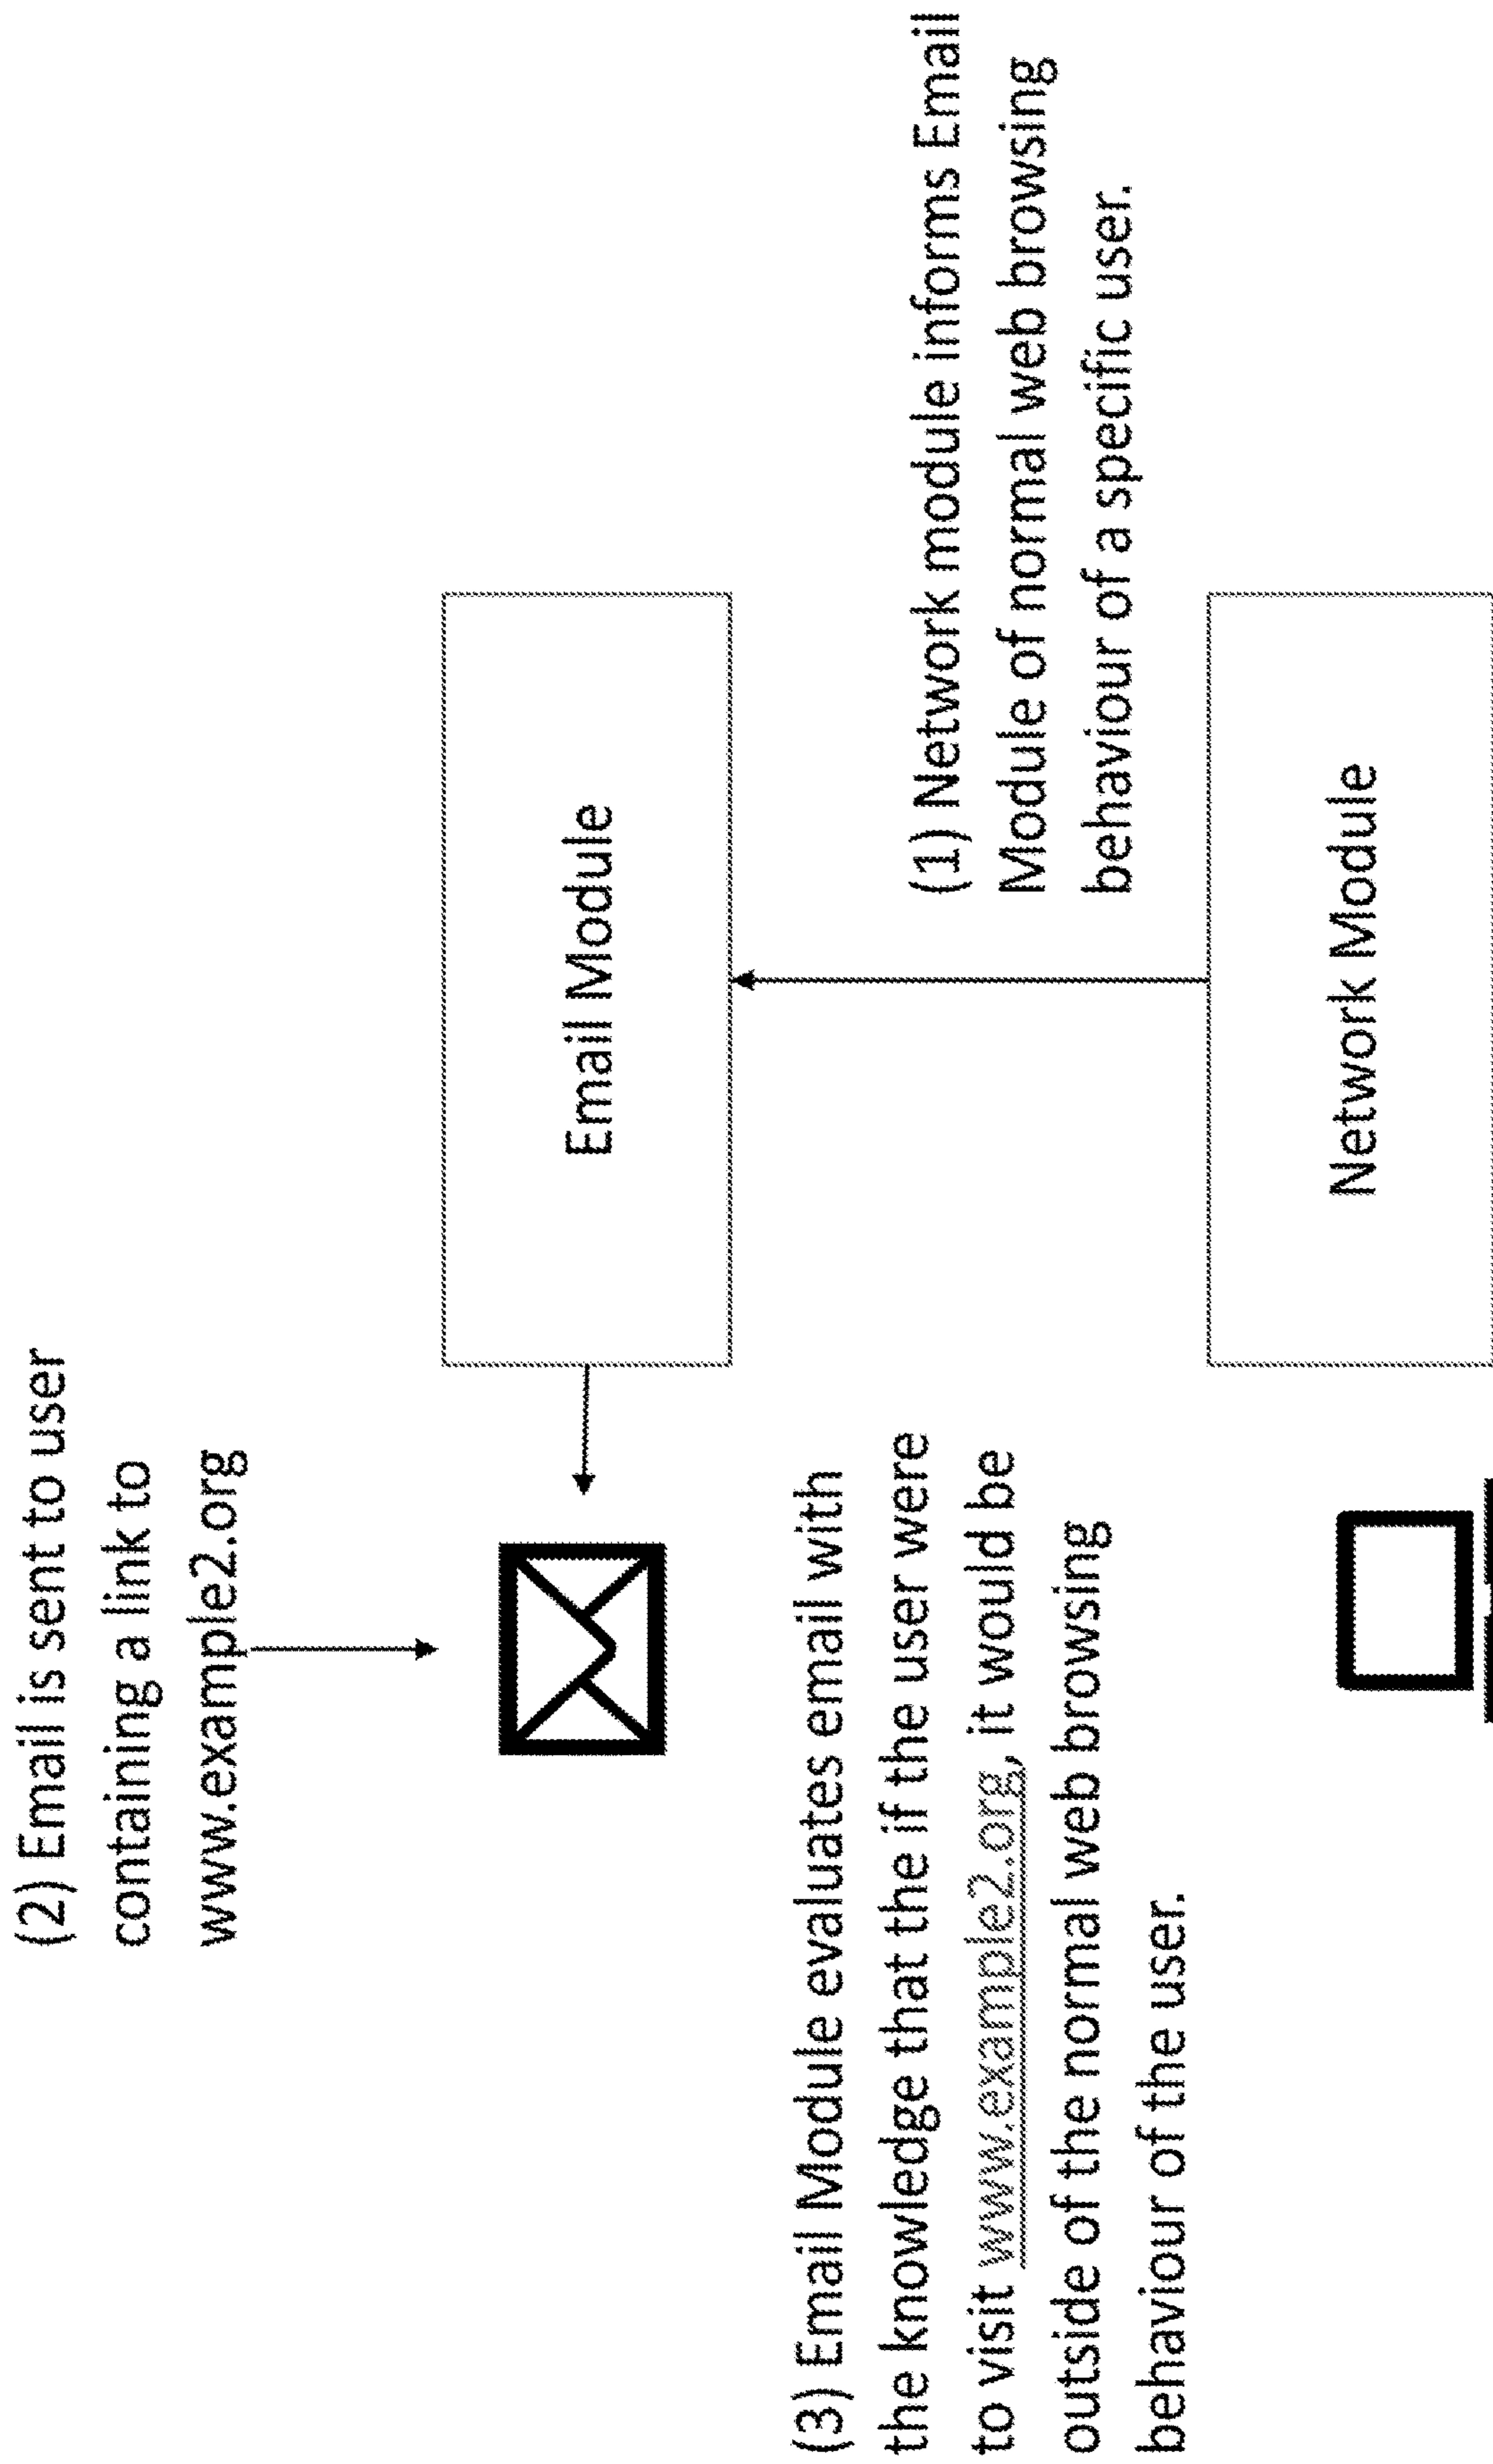 (2) Email is sent to user
containing a link to
www.example2.org
Email Module
(3) Email Module evaluates email with
the knowledge that the if the user were
to visit www.example2.org, it would be
outside of the normal web browsing
behaviour of the user.
(1) Network module informs Email
Module of normal web browsing
behaviour of a specific user.
Network Module